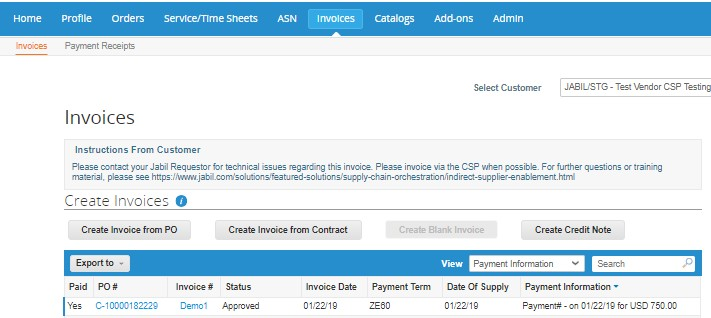 Home Profile Orders Service/Time Sheets ASN Invoices Catalogs Add-ons Admin
Invoices Payment Receipts
Select Customer JABIL/STG - Test Vendor CSP Testing
Invoices
Instructions From Customer
Please contact your Jabil Requestor for technical issues regarding this invoice. Please invoice via the CSP when possible. For further questions or training
material, please see https://www.jabil.com/solutions/featured-solutions/supply-chain-orchestration/indirect-supplier-enablement.html
Create Invoices i
Create Invoice from PO Create Invoice from Contract Create Blank Invoice Create Credit Note
Export to View Payment Information Search
Paid PO # Invoice # Status Invoice Date Payment Term Date Of Supply Payment Information
Yes C-10000182229 Demo1 Approved 01/22/19 ZE60 01/22/19 Payment# - on 01/22/19 for USD 750.00